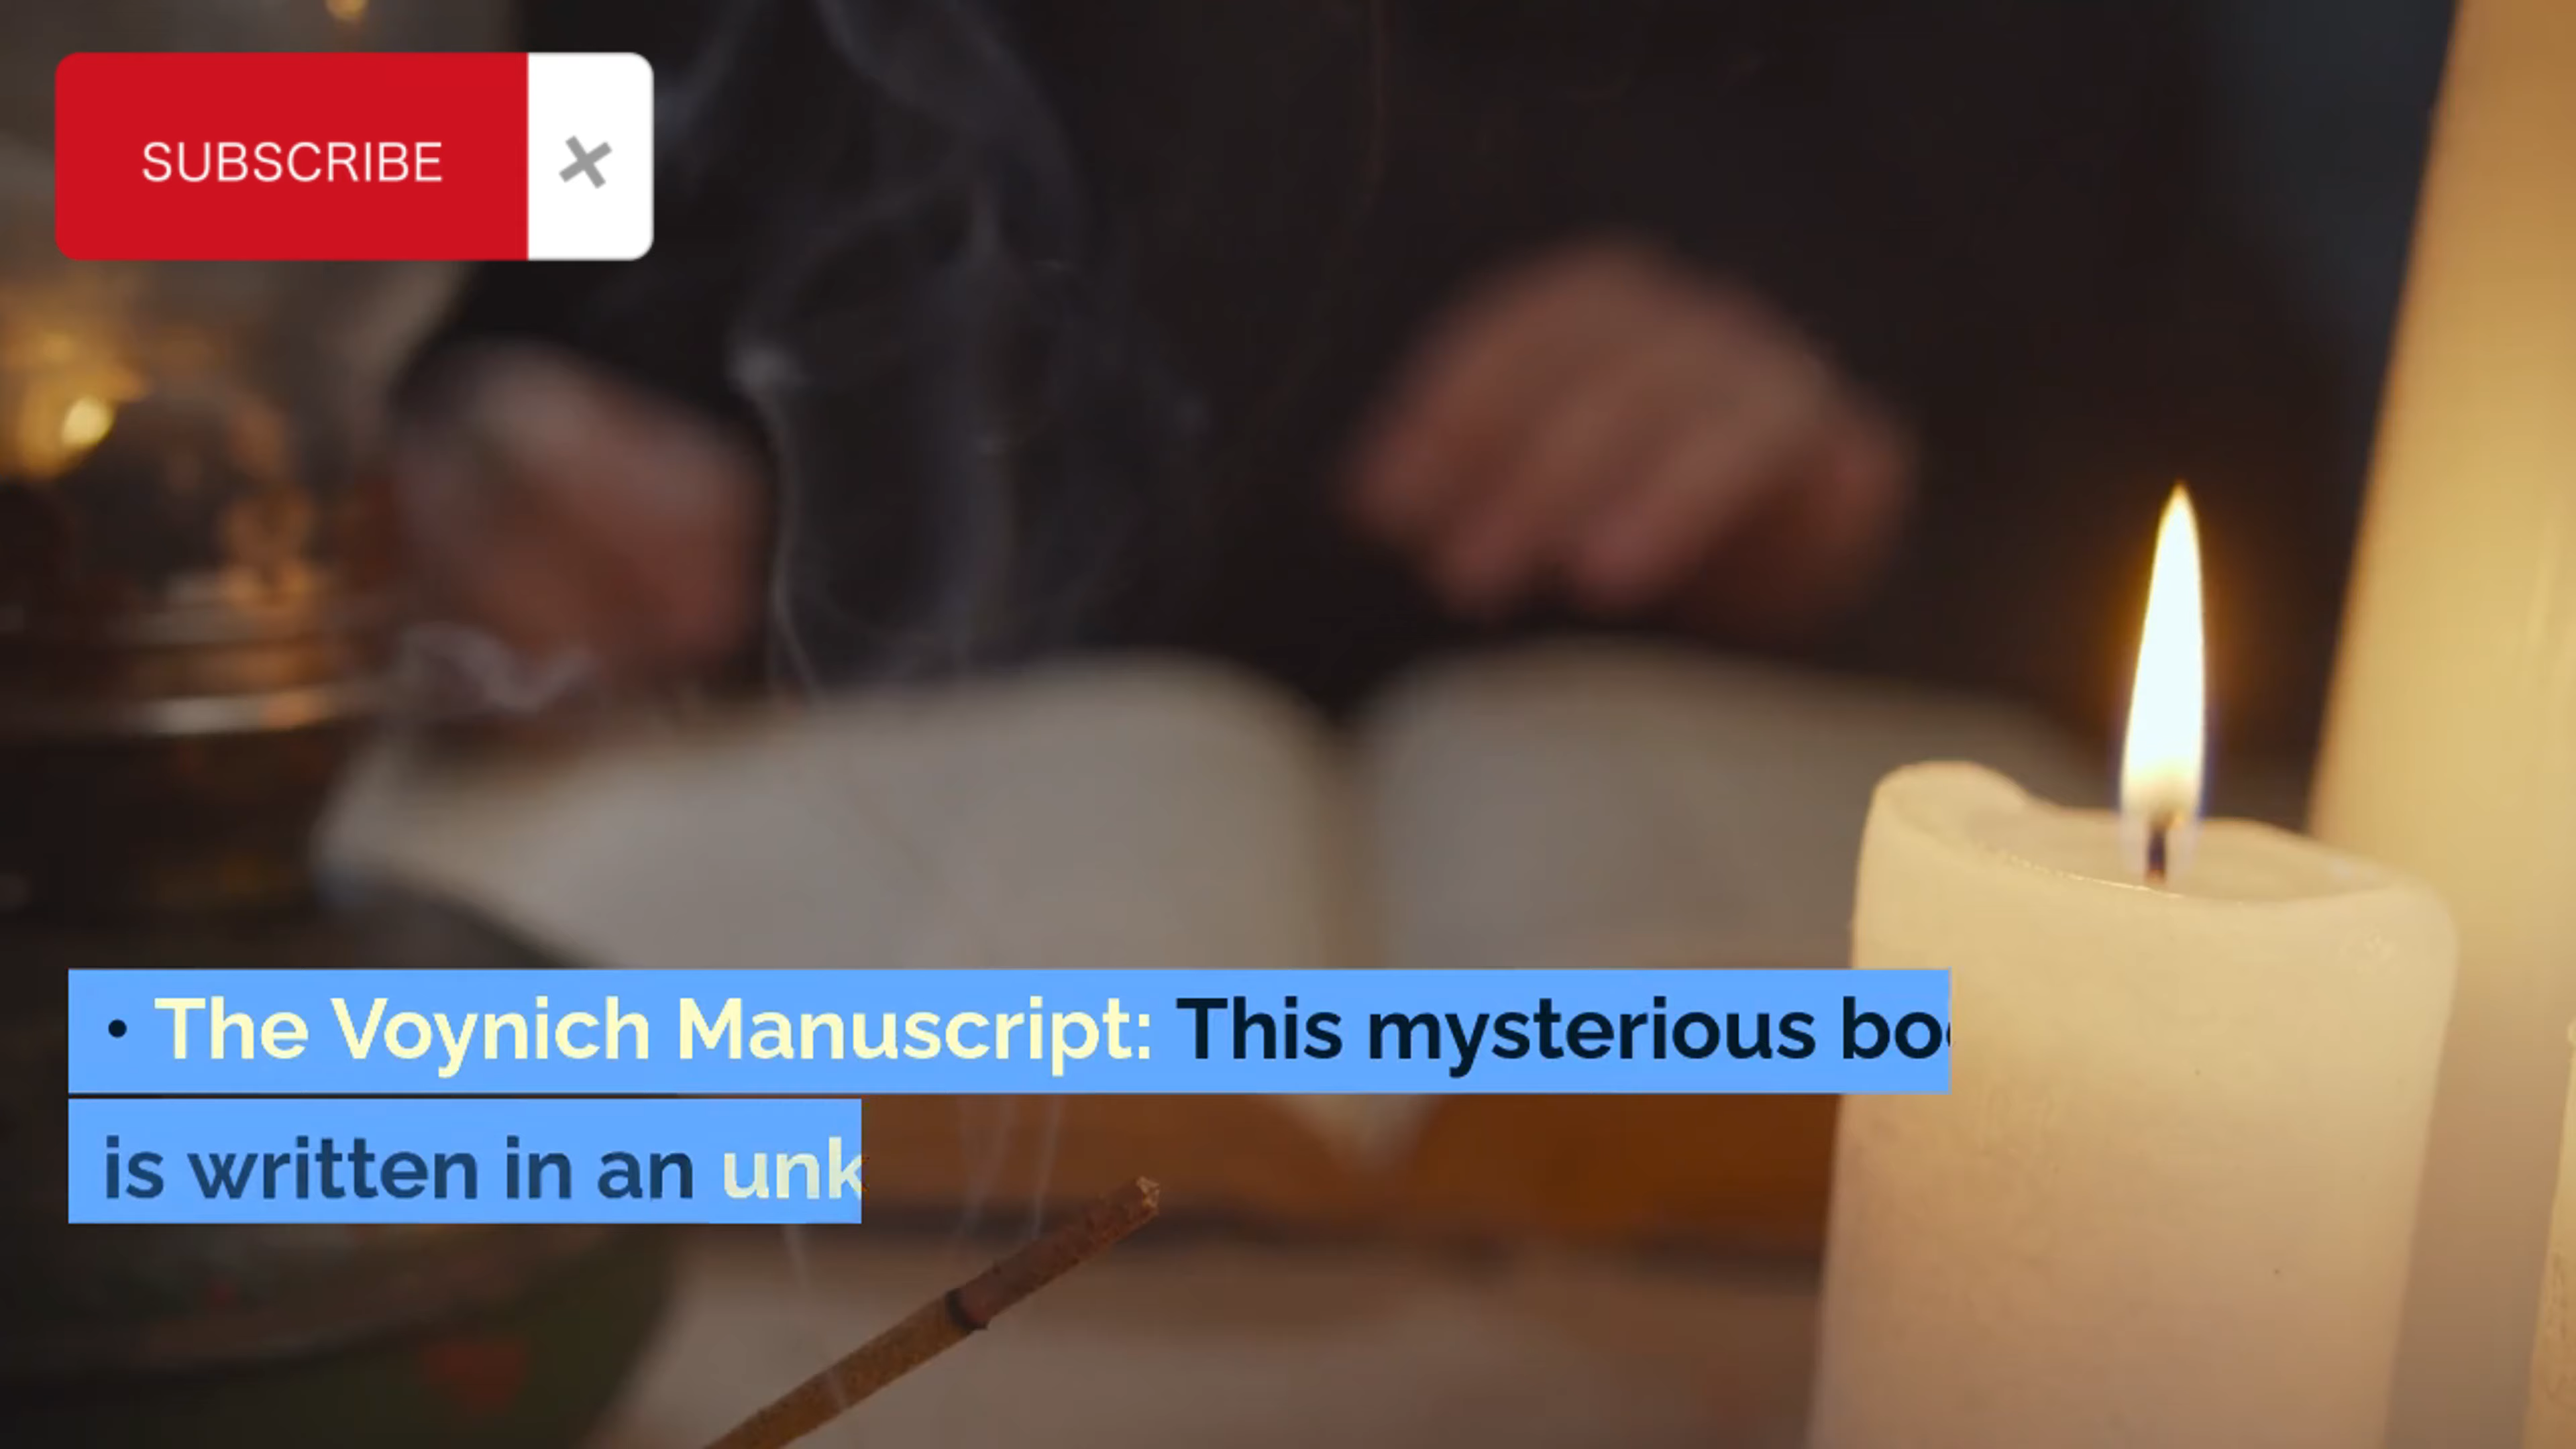 SUBSCRIBE
• The Voynich Manuscript: This mysterious
is written in an